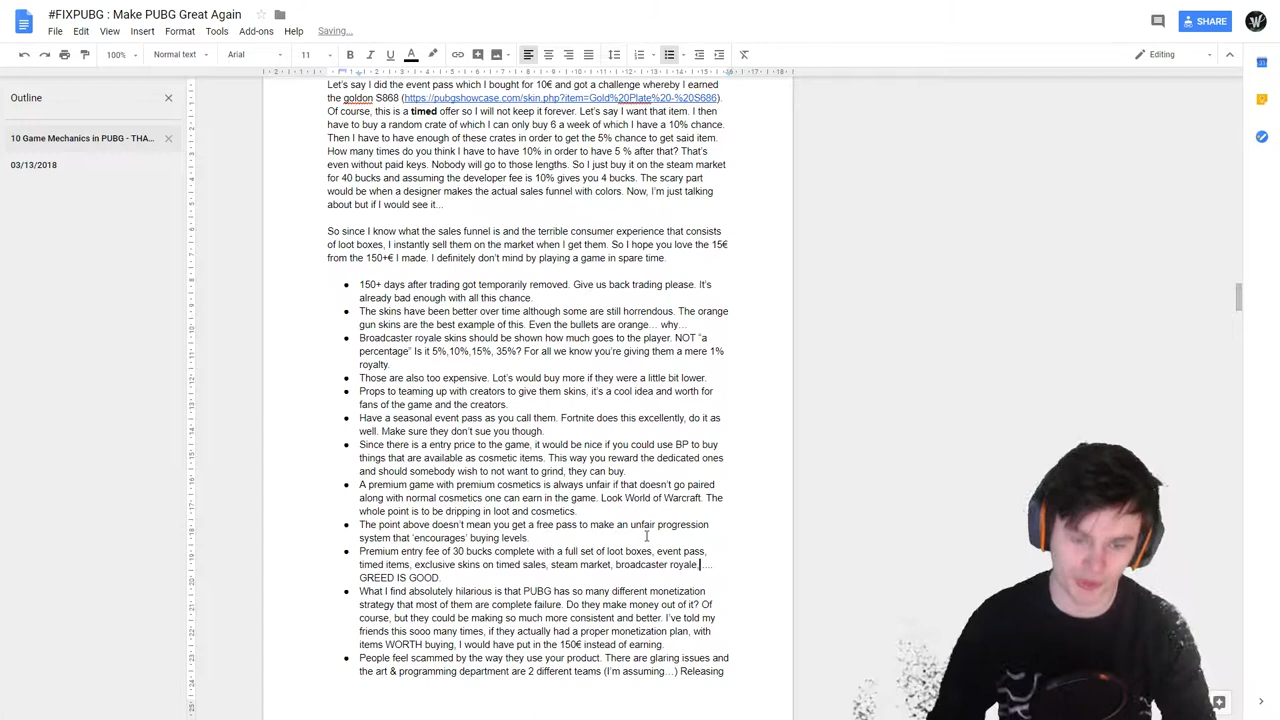 #FIXPUBG : Make PUBG Great Again
File Edit View Insert Format Tools Add-ons Help Saving...
SHARE
100% Normal text Arial 11 Editing
2 1 1 2 3 4 5 6 7 8 9 10 11 12 13 14 15 16 17 18
Outline
10 Game Mechanics in PUBG - THA...
03/13/2018
Let's say I did the event pass which I bought for 10€ and got a challenge whereby I earned
the goldon S868 (https://pubgshowcase.com/skin.php?item=Gold%20Plate%20-%20S686).
Of course, this is a timed offer so I will not keep it forever. Let's say I want that item. I then
have to buy a random crate of which I can only buy 6 a week of which I have a 10% chance.
Then I have to have enough of these crates in order to get the 5% chance to get said item.
How many times do you think I have to have 10% in order to have 5 % after that? That's
even without paid keys. Nobody will go to those lengths. So I just buy it on the steam market
for 40 bucks and assuming the developer fee is 10% gives you 4 bucks. The scary part
would be when a designer makes the actual sales funnel with colors. Now, I'm just talking
about but if I would see it...
So since I know what the sales funnel is and the terrible consumer experience that consists
of loot boxes, I instantly sell them on the market when I get them. So I hope you love the 15€
from the 150+€ I made. I definitely don't mind by playing a game in spare time.
● 150+ days after trading got temporarily removed. Give us back trading please. It's
already bad enough with all this chance.
● The skins have been better over time although some are still horrendous. The orange
gun skins are the best example of this. Even the bullets are orange... why...
● Broadcaster royale skins should be shown how much goes to the player. NOT “a
percentage” Is it 5%,10%,15%, 35%? For all we know you're giving them a mere 1%
royalty.
● Those are also too expensive. Lot's would buy more if they were a little bit lower.
● Props to teaming up with creators to give them skins, it's a cool idea and worth for
fans of the game and the creators.
● Have a seasonal event pass as you call them. Fortnite does this excellently, do it as
well. Make sure they don't sue you though.
● Since there is a entry price to the game, it would be nice if you could use BP to buy
things that are available as cosmetic items. This way you reward the dedicated ones
and should somebody wish to not want to grind, they can buy.
● A premium game with premium cosmetics is always unfair if that doesn't go paired
along with normal cosmetics one can earn in the game. Look World of Warcraft. The
whole point is to be dripping in loot and cosmetics.
● The point above doesn't mean you get a free pass to make an unfair progression
system that ‘encourages’ buying levels.
● Premium entry fee of 30 bucks complete with a full set of loot boxes, event pass,
timed items, exclusive skins on timed sales, steam market, broadcaster royale,....
GREED IS GOOD.
● What I find absolutely hilarious is that PUBG has so many different monetization
strategy that most of them are complete failure. Do they make money out of it? Of
course, but they could be making so much more consistent and better. I've told my
friends this sooo many times, if they actually had a proper monetization plan, with
items WORTH buying, I would have put in the 150€ instead of earning.
● People feel scammed by the way they use your product. There are glaring issues and
the art & programming department are 2 different teams (I'm assuming...) Releasing